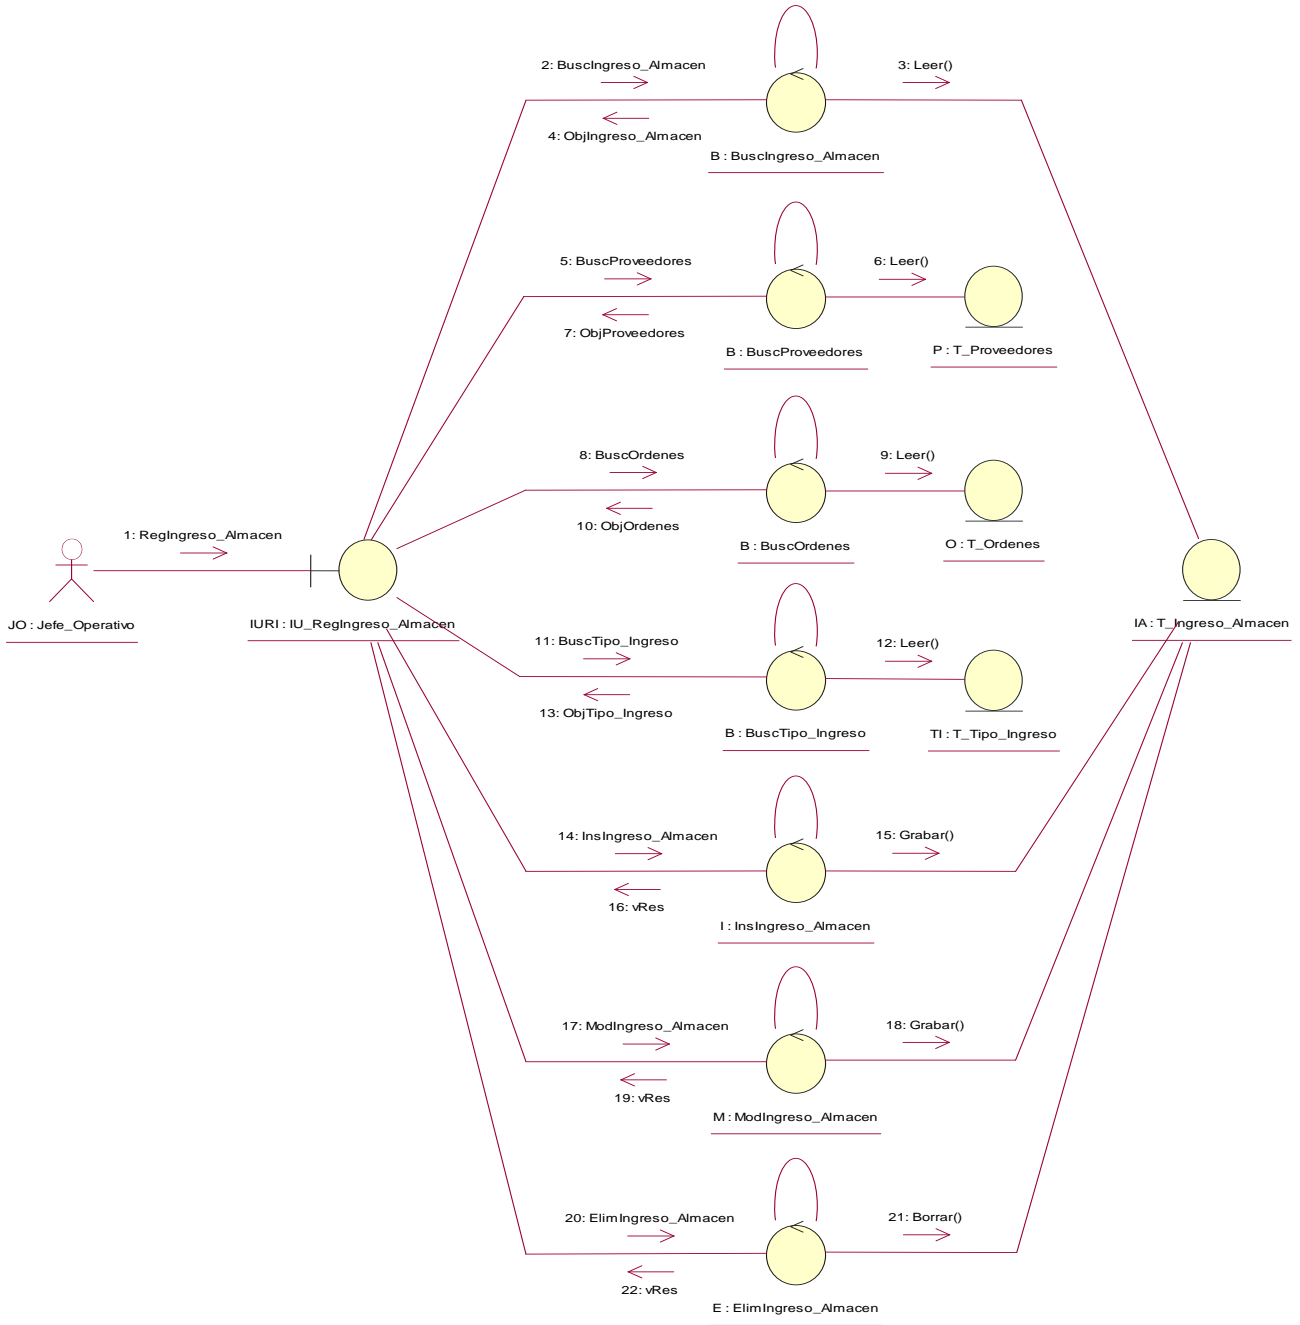 2: BuscIngreso_Almacen
3: Leer()
4: ObjIngreso_Almacen
B : BuscIngreso_Almacen
5: BuscProveedores
6: Leer()
7: ObjProveedores
B : BuscProveedores
P : T_Proveedores
8: BuscOrdenes
9: Leer()
10: ObjOrdenes
B : BuscOrdenes
O : T_Ordenes
1: RegIngreso_Almacen
JO : Jefe_Operativo
IURI : IU_RegIngreso_Almacen
IA : T_Ingreso_Almacen
11: BuscTipo_Ingreso
12: Leer()
13: ObjTipo_Ingreso
B : BuscTipo_Ingreso
TI : T_Tipo_Ingreso
14: InsIngreso_Almacen
15: Grabar()
16: vRes
I : InsIngreso_Almacen
17: ModIngreso_Almacen
18: Grabar()
19: vRes
M : ModIngreso_Almacen
20: ElimIngreso_Almacen
21: Borrar()
22: vRes
E : ElimIngreso_Almacen